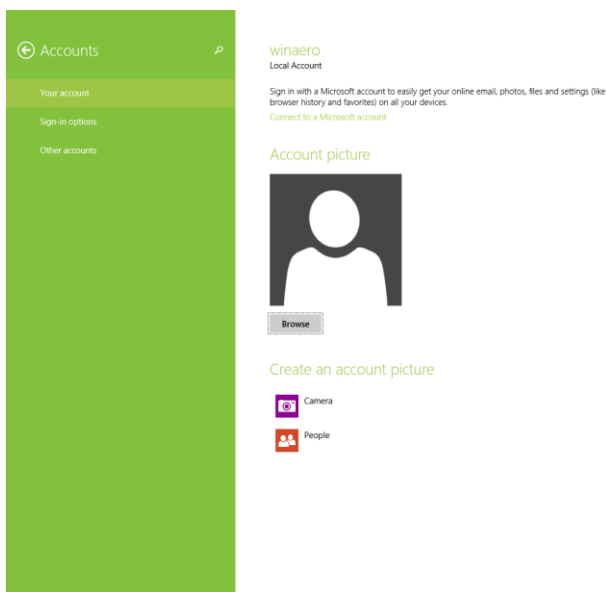 Accounts
Your account
Sign-in options
Other accounts
winaero
Local Account
Sign in with a Microsoft account to easily get your online email, photos, files and settings (like
browser history and favorites) on all your devices.
Connect to a Microsoft account
Account picture
Browse
Create an account picture
Camera
People